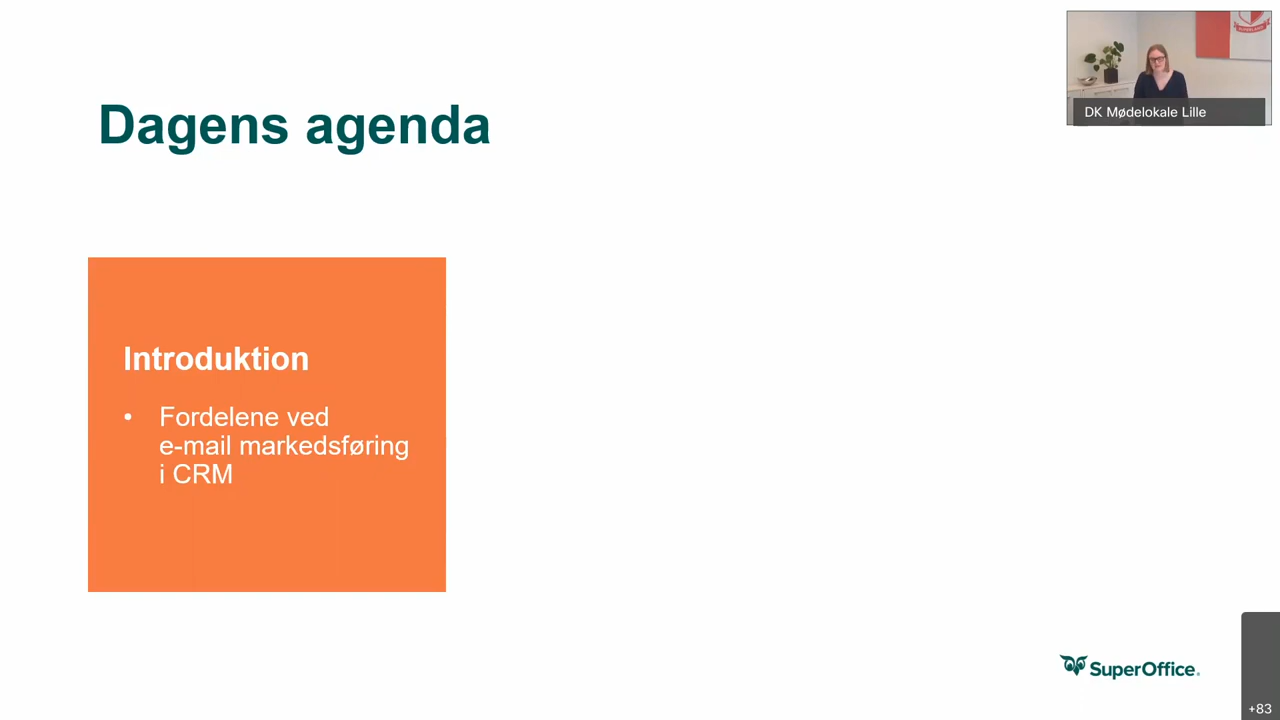 Dagens agenda
DK Mødelokale Lille
Introduktion
• Fordelene ved
e-mail markedsføring
i CRM
SuperOffice.
+83